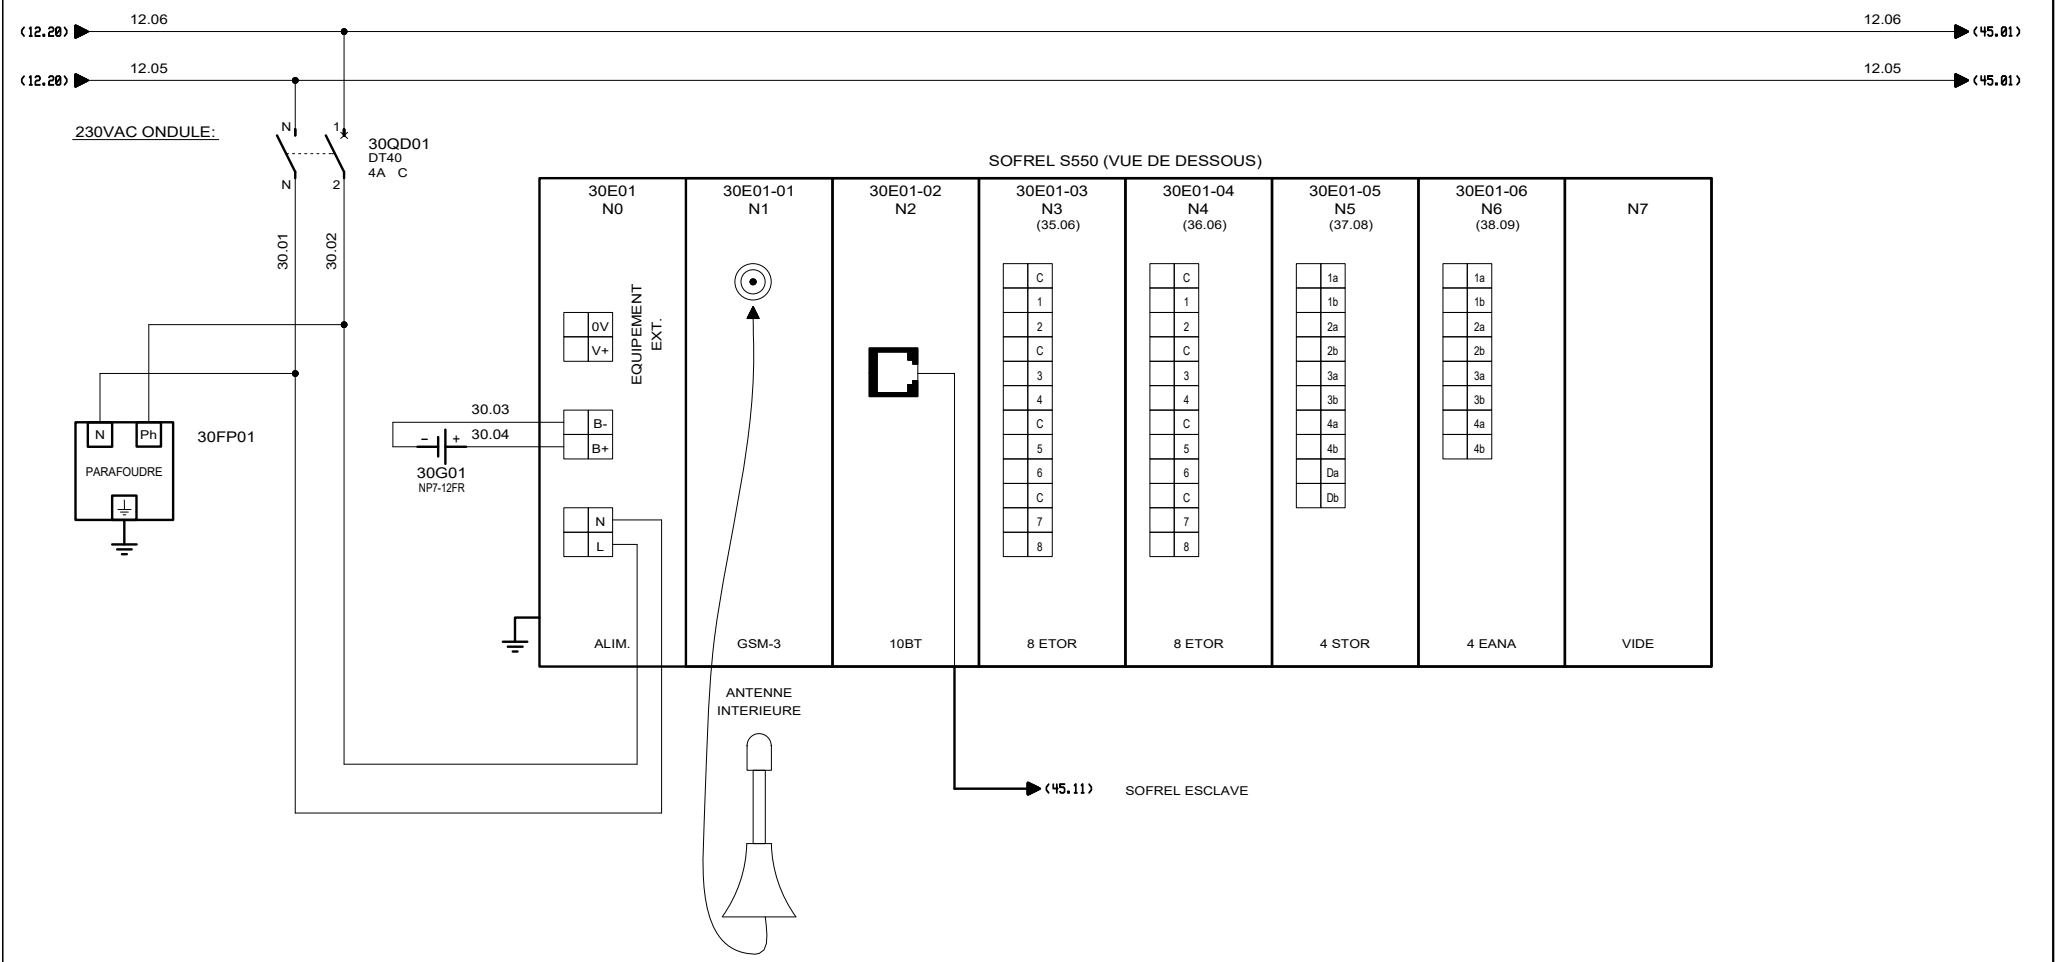 12.06
12.06
(12.20)
(45.01)
12.05
12.05
(12.20)
(45.01)
230VAC ONDULE:
N
1
30QD01
DT40
4A C
N
2
30.01
30.02
SOFREL S550 (VUE DE DESSOUS)
30E01
N0
EQUIPEMENT
EXT.
0V
V+
30.03
30.04
B-
B+
- +
30G01
NP7-12FR
N
L
ALIM.
30E01-01
N1
GSM-3
30E01-02
N2
10BT
30E01-03
N3
(35.06)
C
1
2
C
3
4
C
5
6
C
7
8
8 ETOR
30E01-04
N4
(36.06)
C
1
2
C
3
4
C
5
6
C
7
8
8 ETOR
30E01-05
N5
(37.08)
1a
1b
2a
2b
3a
3b
4a
4b
Da
Db
4 STOR
30E01-06
N6
(38.09)
1a
1b
2a
2b
3a
3b
4a
4b
4 EANA
N7
VIDE
N
Ph
30FP01
PARAFOUDRE
ANTENNE
INTERIEURE
(45.11)
SOFREL ESCLAVE